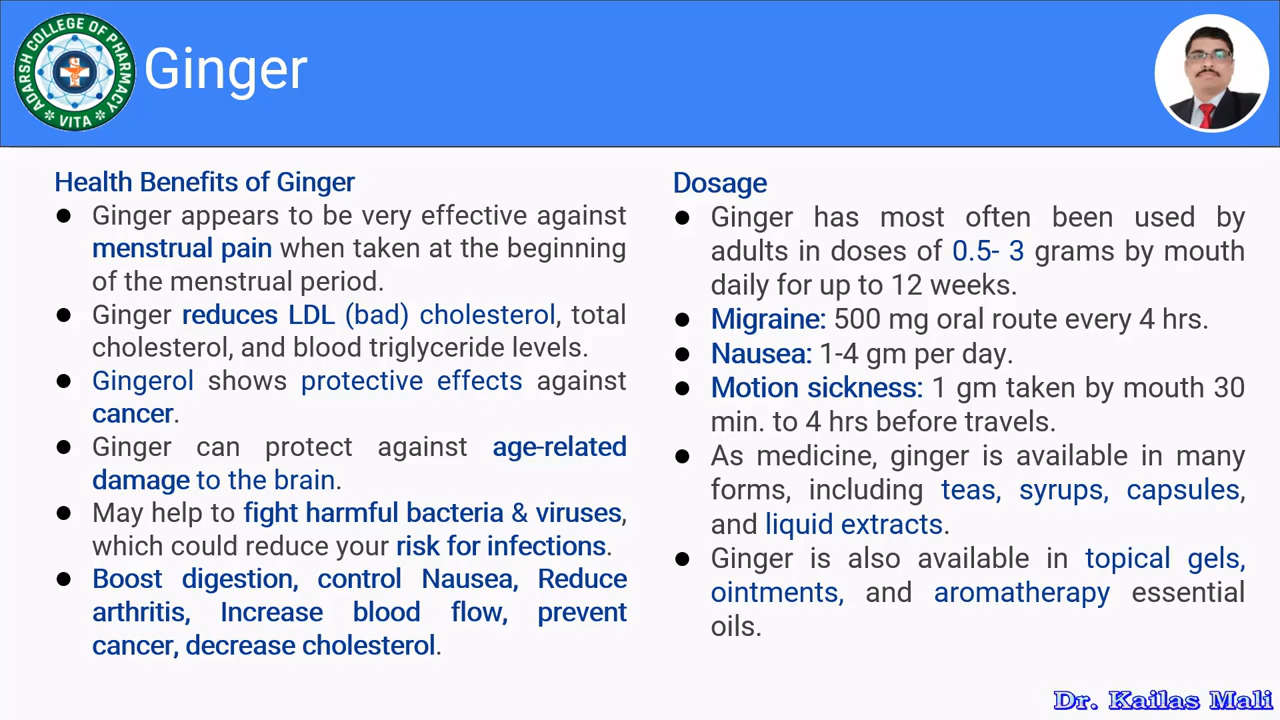 ADARSH COLLEGE OF PHARMACY
VITA
Ginger
Health Benefits of Ginger
● Ginger appears to be very effective against
menstrual pain when taken at the beginning
of the menstrual period.
● Ginger reduces LDL (bad) cholesterol, total
cholesterol, and blood triglyceride levels.
● Gingerol shows protective effects against
cancer.
● Ginger can protect against age-related
damage to the brain.
● May help to fight harmful bacteria & viruses,
which could reduce your risk for infections.
● Boost digestion, control Nausea, Reduce
arthritis, Increase blood flow, prevent
cancer, decrease cholesterol.
Dosage
● Ginger has most often been used by
adults in doses of 0.5- 3 grams by mouth
daily for up to 12 weeks.
● Migraine: 500 mg oral route every 4 hrs.
● Nausea: 1-4 gm per day.
● Motion sickness: 1 gm taken by mouth 30
min. to 4 hrs before travels.
● As medicine, ginger is available in many
forms, including teas, syrups, capsules,
and liquid extracts.
● Ginger is also available in topical gels,
ointments, and aromatherapy essential
oils.
Dr. Kailas Mali